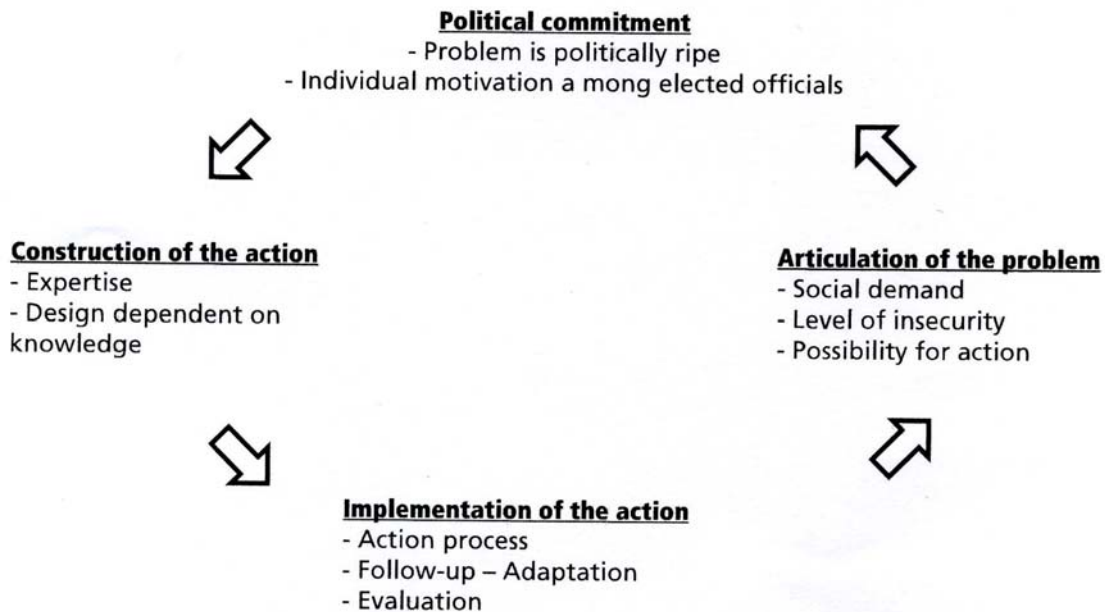 Political commitment
- Problem is politically ripe
- Individual motivation a mong elected officials
Construction of the action
- Expertise
- Design dependent on
knowledge
Articulation of the problem
- Social demand
- Level of insecurity
- Possibility for action
Implementation of the action
- Action process
- Follow-up – Adaptation
- Evaluation